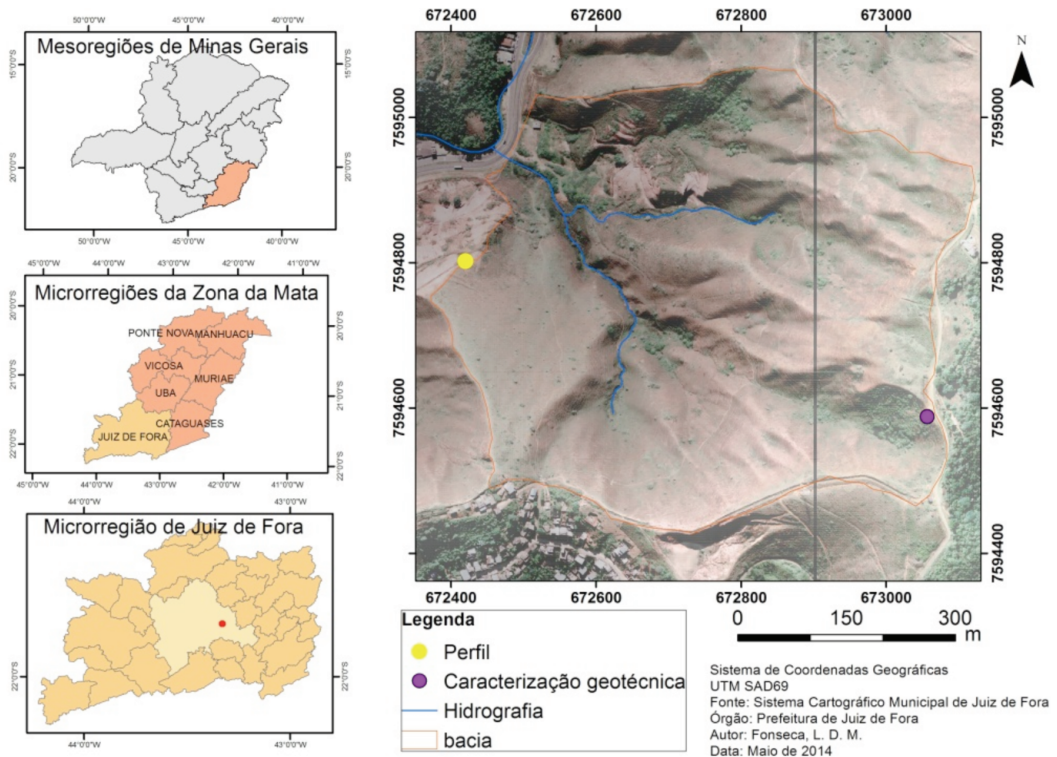 50°0'0"W
45°0'0"W
40°0'0"W
Mesoregiões de Minas Gerais
15°0'0"S
15°0'0"S
20°0'0"S
20°0'0"S
50°0'0"W
45°0'0"W
40°0'0"W
45°0'0"W
44°0'0"W
43°0'0"W
42°0'0"W
41°0'0"W
Microrregiões da Zona da Mata
20°0'0"S
20°0'0"S
PONTE NOVA
MANHUACU
VICOSA
MURIAE
UBA
CATAGUASES
JUIZ DE FORA
21°0'0"S
21°0'0"S
22°0'0"S
22°0'0"S
45°0'0"W
44°0'0"W
43°0'0"W
42°0'0"W
41°0'0"W
44°0'0"W
43°0'0"W
Microrregião de Juiz de Fora
22°0'0"S
22°0'0"S
44°0'0"W
43°0'0"W
672400
672600
672800
673000
N
7595000
7595000
7594800
7594800
7594600
7594600
7594400
7594400
672400
672600
672800
673000
Legenda
Perfil
Caracterização geotécnica
Hidrografia
bacia
0
150
300
m
Sistema de Coordenadas Geográficas
UTM SAD69
Fonte: Sistema Cartográfico Municipal de Juiz de Fora
Órgão: Prefeitura de Juiz de Fora
Autor: Fonseca, L. D. M.
Data: Maio de 2014